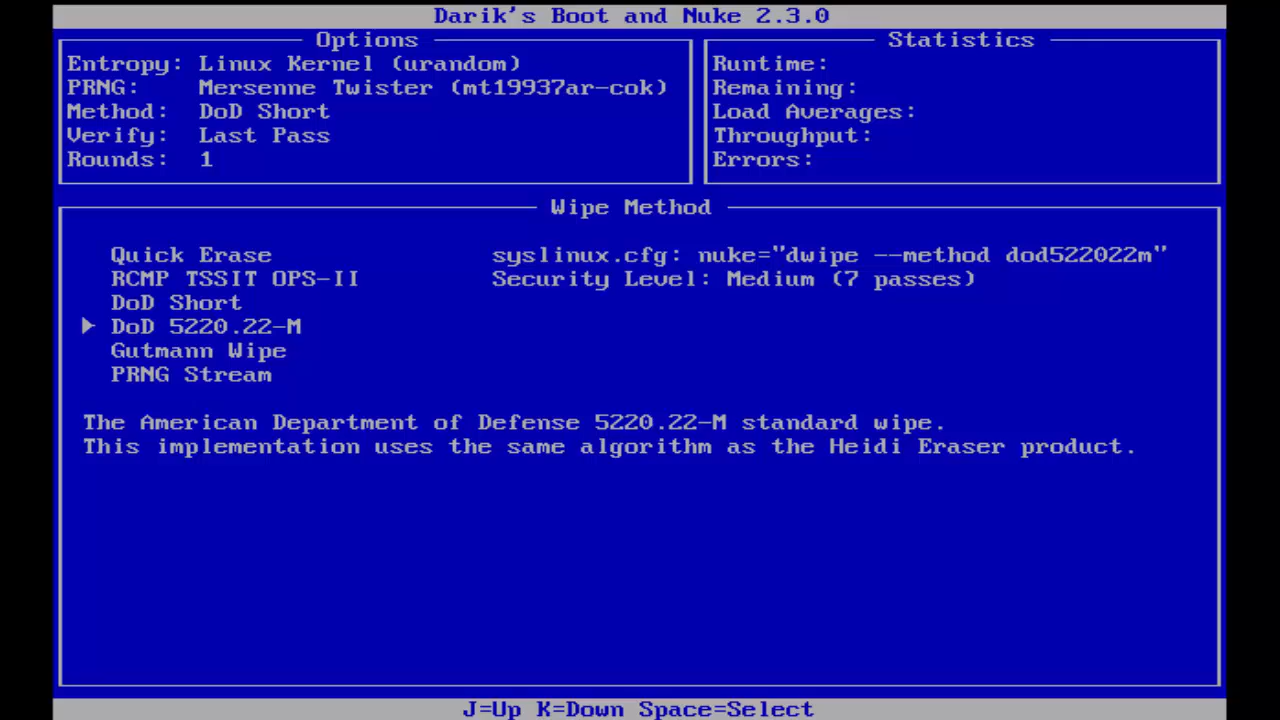 Darik's Boot and Nuke 2.3.0
Options
Entropy: Linux Kernel (urandom)
PRNG: Mersenne Twister (mt19937ar-cok)
Method: DoD Short
Verify: Last Pass
Rounds: 1
Statistics
Runtime:
Remaining:
Load Averages:
Throughput:
Errors:
Wipe Method
Quick Erase
RCMP TSSIT OPS-II
DoD Short
DoD 5220.22-M
Gutmann Wipe
PRNG Stream
syslinux.cfg: nuke="dwipe --method dod522022m"
Security Level: Medium (7 passes)
The American Department of Defense 5220.22-M standard wipe.
This implementation uses the same algorithm as the Heidi Eraser product.
J=Up K=Down Space=Select